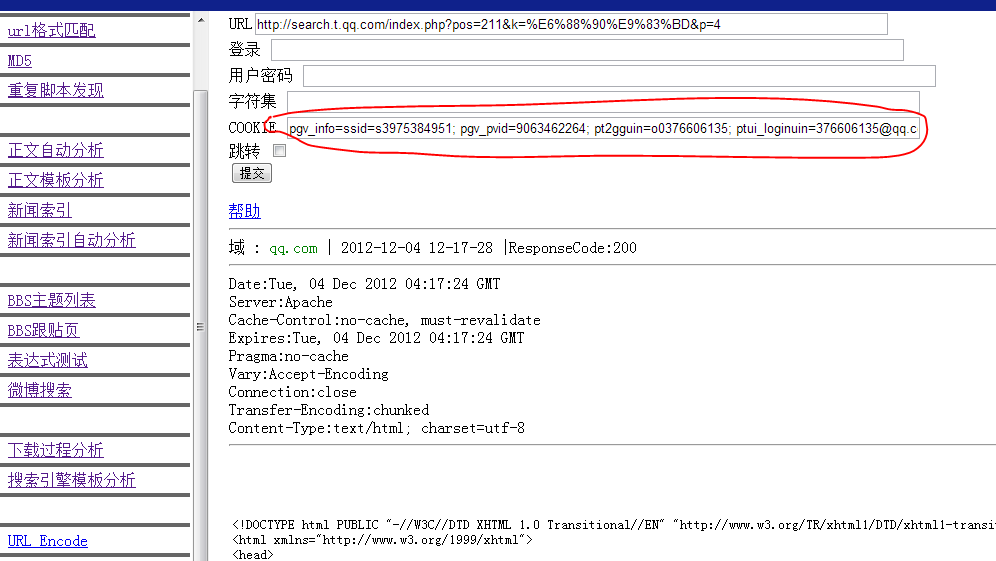 url格式匹配
MD5
重复脚本发现
正文自动分析
正文模板分析
新闻索引
新闻索引自动分析
BBS主题列表
BBS跟贴页
表达式测试
微博搜索
下载过程分析
搜索引擎模板分析
URL Encode
URL http://search.t.qq.com/index.php?pos=211&k=%E6%88%90%E9%83%BD&p=4
登录
用户密码
字符集
COOKIE pgv_info=ssid=s3975384951; pgv_pvid=9063462264; pt2gguin=o0376606135; ptui_loginuin=376606135@qq.c
跳转
提交
帮助
域 : qq.com | 2012-12-04 12-17-28 |ResponseCode:200
Date:Tue, 04 Dec 2012 04:17:24 GMT
Server:Apache
Cache-Control:no-cache, must-revalidate
Expires:Tue, 04 Dec 2012 04:17:24 GMT
Pragma:no-cache
Vary:Accept-Encoding
Connection:close
Transfer-Encoding:chunked
Content-Type:text/html; charset=utf-8
<!DOCTYPE html PUBLIC "-//W3C//DTD XHTML 1.0 Transitional//EN" "http://www.w3.org/TR/xhtml1/DTD/xhtml1-transit
<html xmlns="http://www.w3.org/1999/xhtml">
<head>